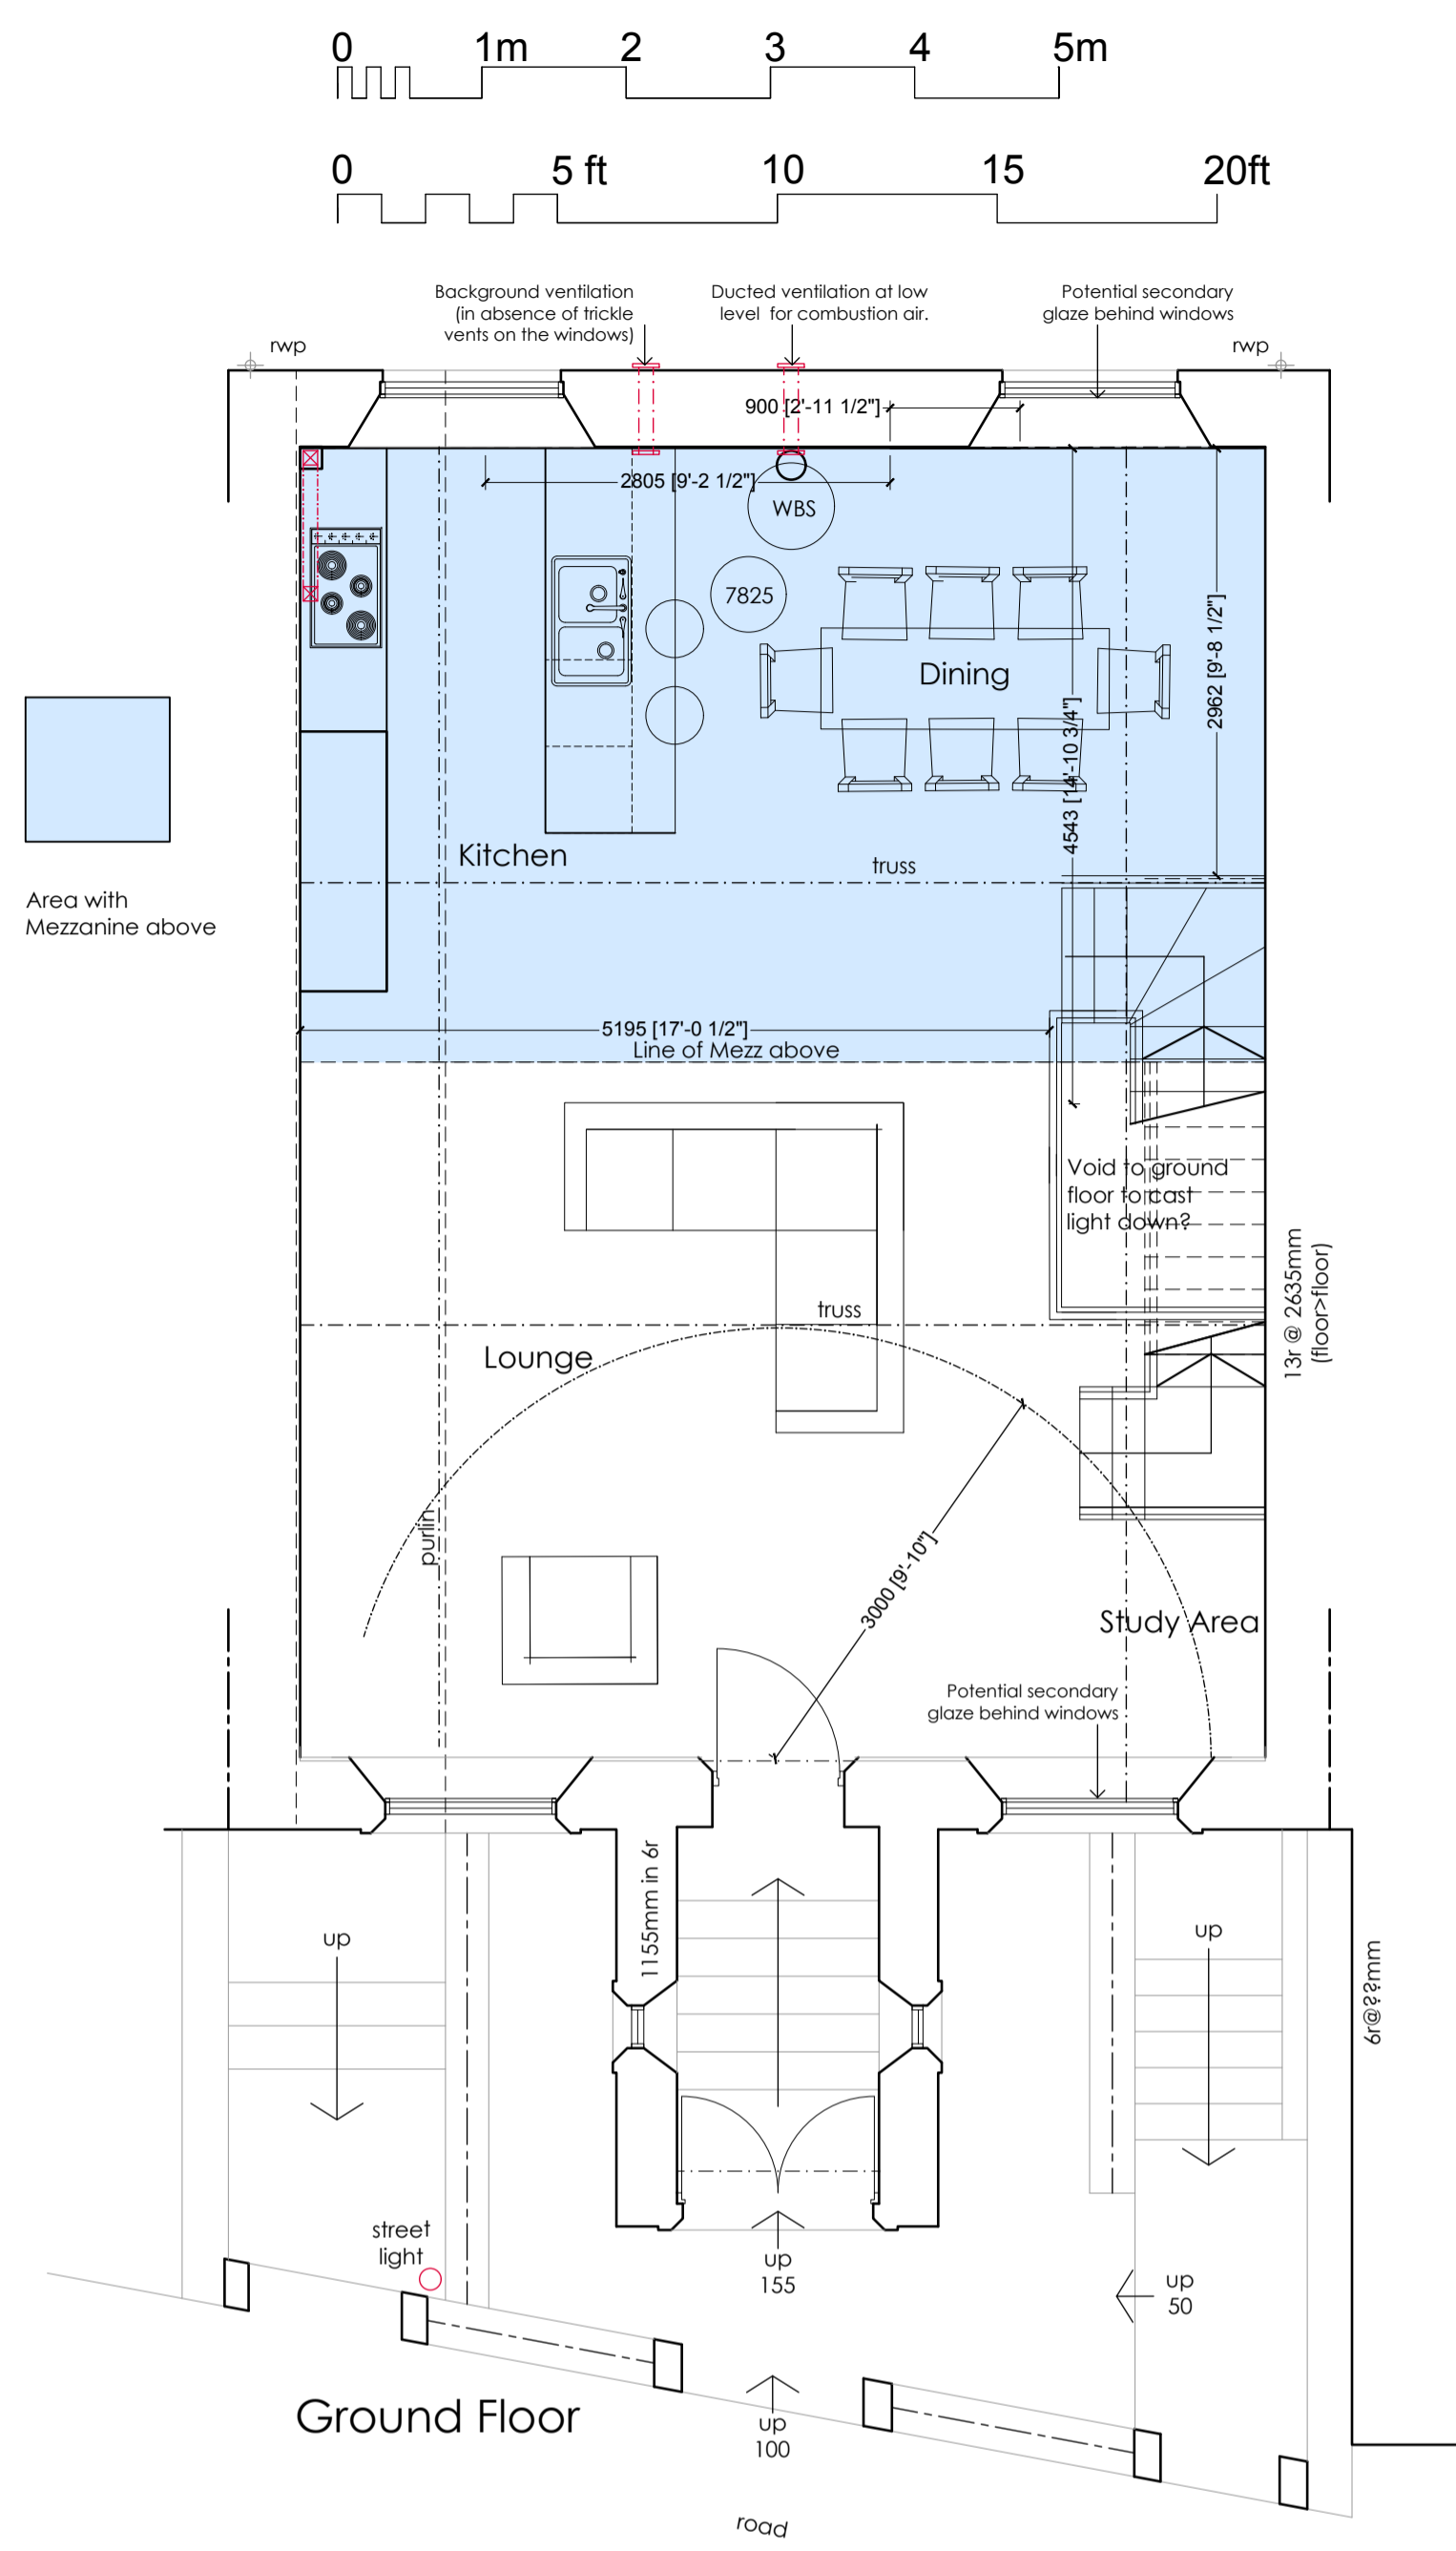 0 1m 2 3 4 5m
0 5 ft 10 15 20ft
Background ventilation
(in absence of trickle
vents on the windows)
Ducted ventilation at low
level for combustion air.
Potential secondary
glaze behind windows
rwp
rwp
900 [2'-11 1/2"]
2805 [9'-2 1/2"]
WBS
7825
Dining
2962 [9'-8 1/2"]
4543 [14'-10 3/4"]
Kitchen
truss
Area with
Mezzanine above
5195 [17'-0 1/2"]
Line of Mezz above
Void to ground
floor to cast
light down?
13r @ 2635mm
(floor>floor)
truss
Lounge
purlin
3000 [9'-10"]
Study Area
Potential secondary
glaze behind windows
1155mm in 6r
up
up
6r@??mm
street
light
up
155
up
50
Ground Floor
up
100
road